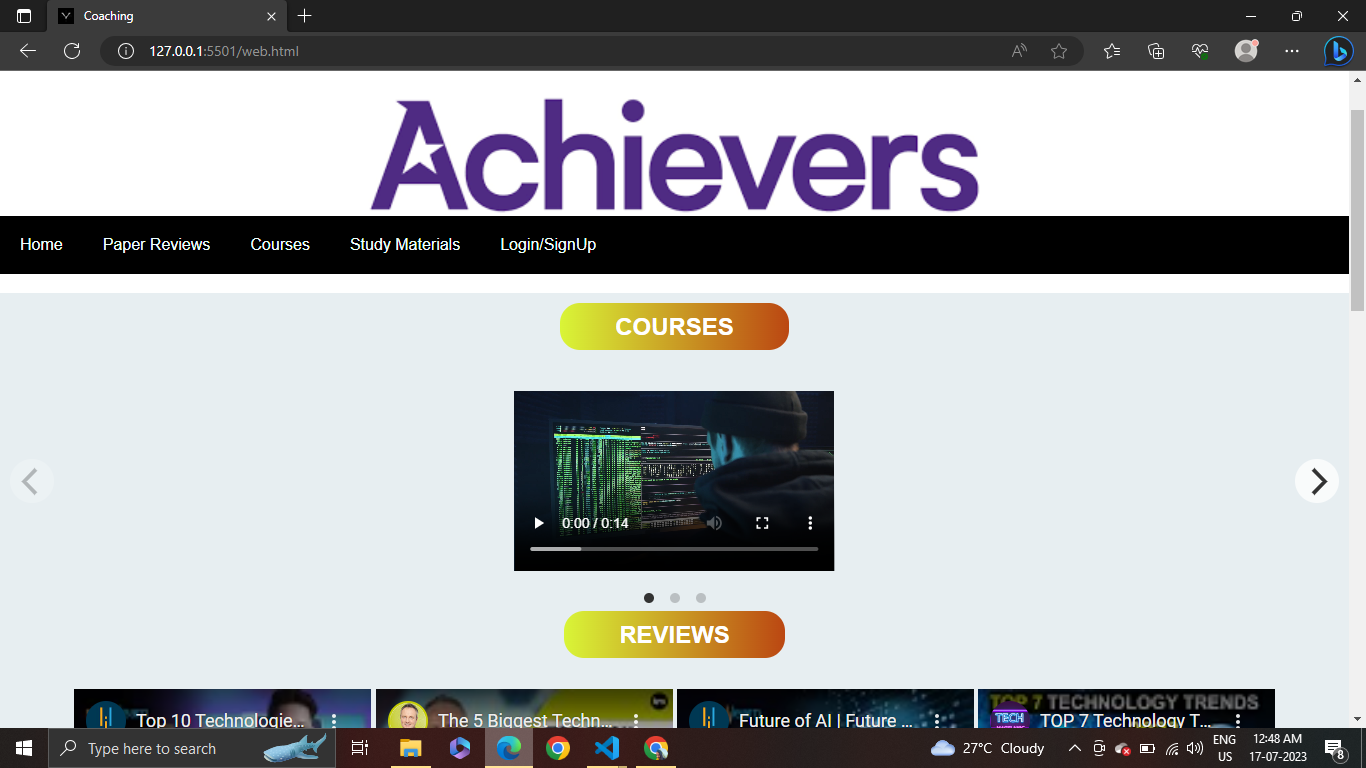 Coaching
127.0.0.1:5501/web.html
Achievers
Home Paper Reviews Courses Study Materials Login/SignUp
COURSES
0:00 / 0:14
REVIEWS
Top 10 Technologie... The 5 Biggest Techn... Future of AI | Future ... TOP 7 TECHNOLOGY TRENDS
TECH TOP 7 Technology T...
Type here to search
27°C Cloudy
ENG
US
12:48 AM
17-07-2023
8